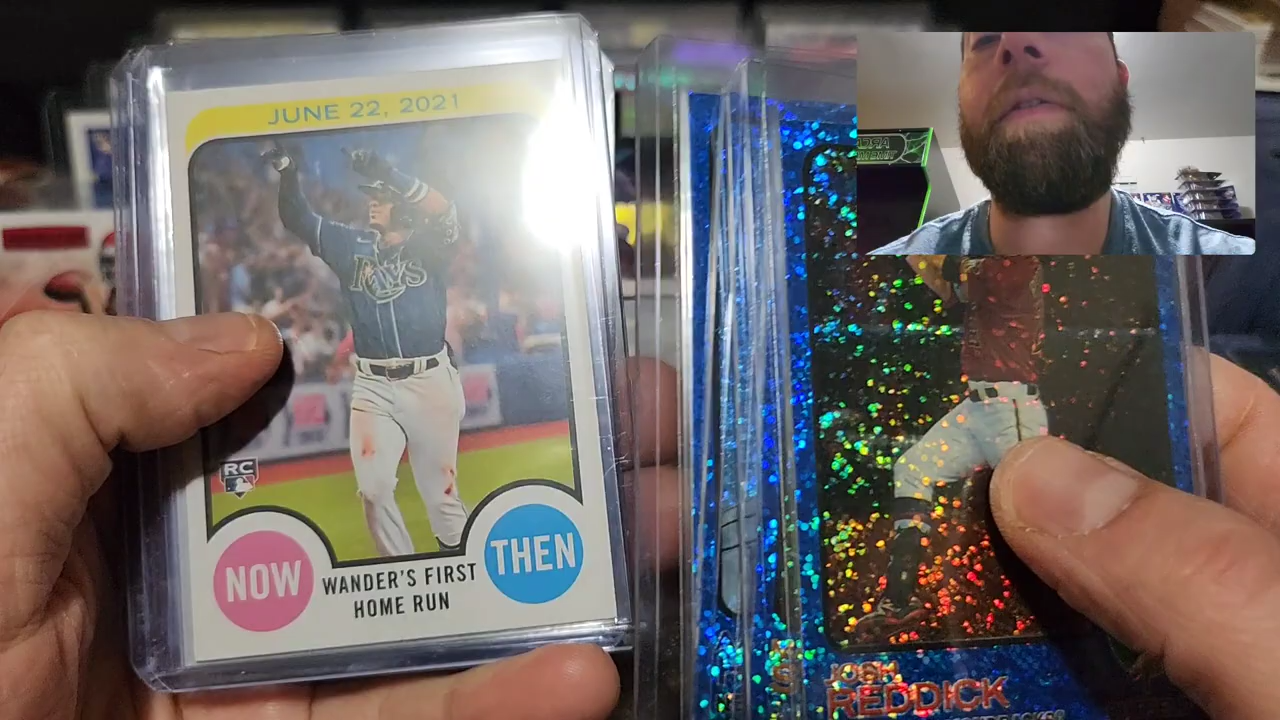 JUNE 22, 2021
RAYS
RC
NOW
WANDER'S FIRST
HOME RUN
THEN
JOSH
REDDICK